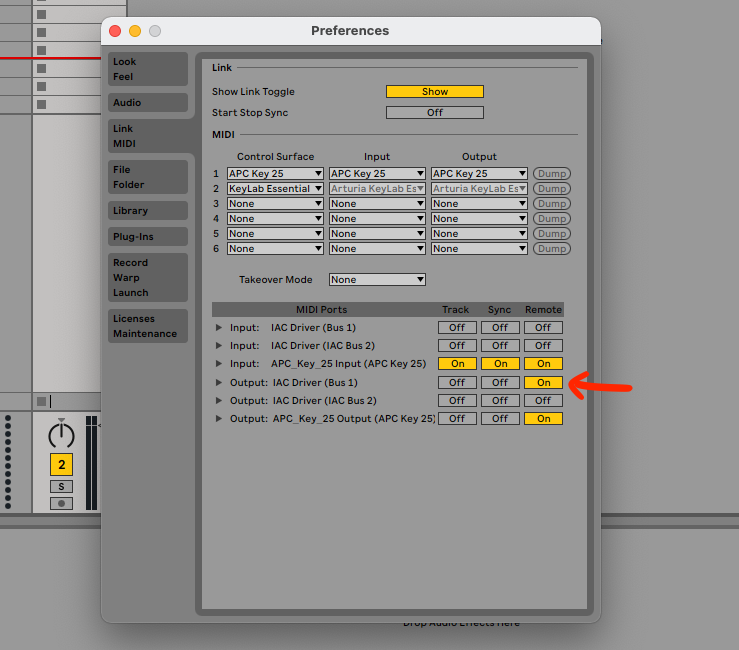 Preferences
Look
Feel
Audio
Link
MIDI
File
Folder
Library
Plug-Ins
Record
Warp
Launch
Licenses
Maintenance
Link
Show Link Toggle Show
Start Stop Sync Off
MIDI
Control Surface Input Output
1 APC Key 25 APC Key 25 APC Key 25 Dump
2 KeyLab Essential Arturia KeyLab Es Arturia KeyLab Es Dump
3 None None None Dump
4 None None None Dump
5 None None None Dump
6 None None None Dump
Takeover Mode None
MIDI Ports Track Sync Remote
Input: IAC Driver (Bus 1) Off Off Off
Input: IAC Driver (IAC Bus 2) Off Off Off
Input: APC_Key_25 Input (APC Key 25) On On On
Output: IAC Driver (Bus 1) Off Off On
Output: IAC Driver (IAC Bus 2) Off Off Off
Output: APC_Key_25 Output (APC Key 25) Off Off On
2
S
Drop Audio Effects Here